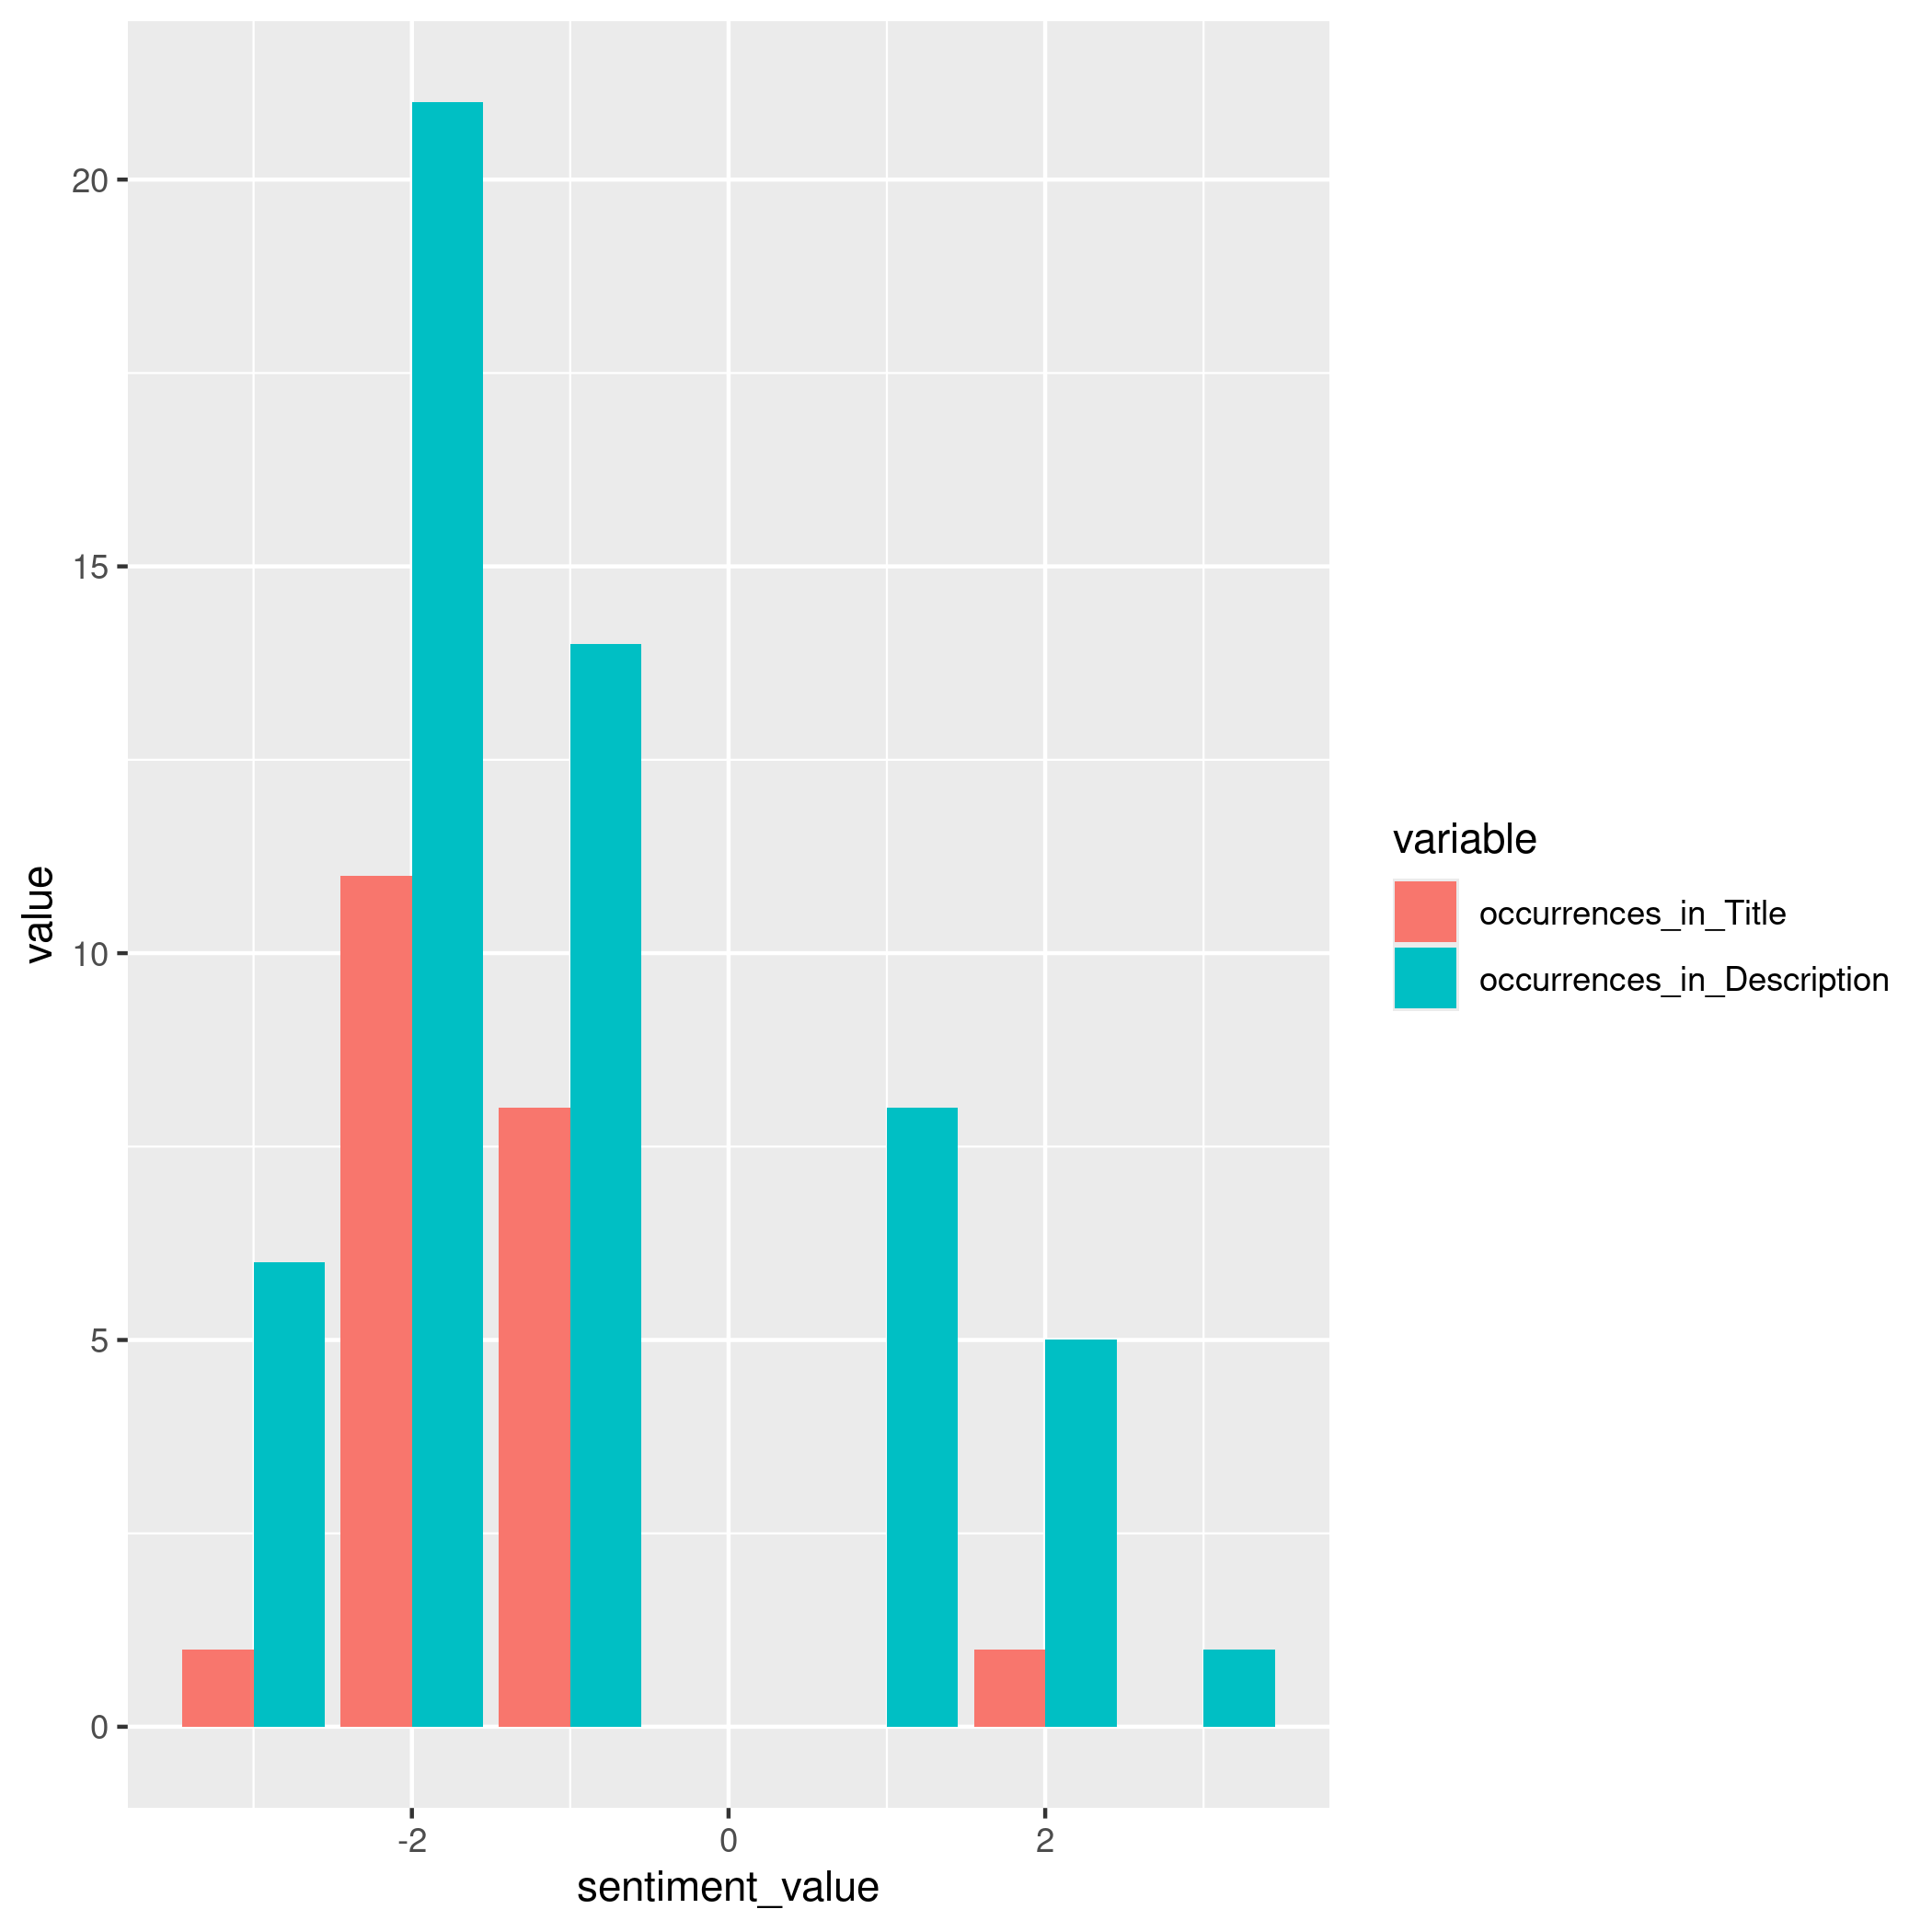 value
20
15
10
5
0
-2
0
2
sentiment_value
variable
occurrences_in_Title
occurrences_in_Description